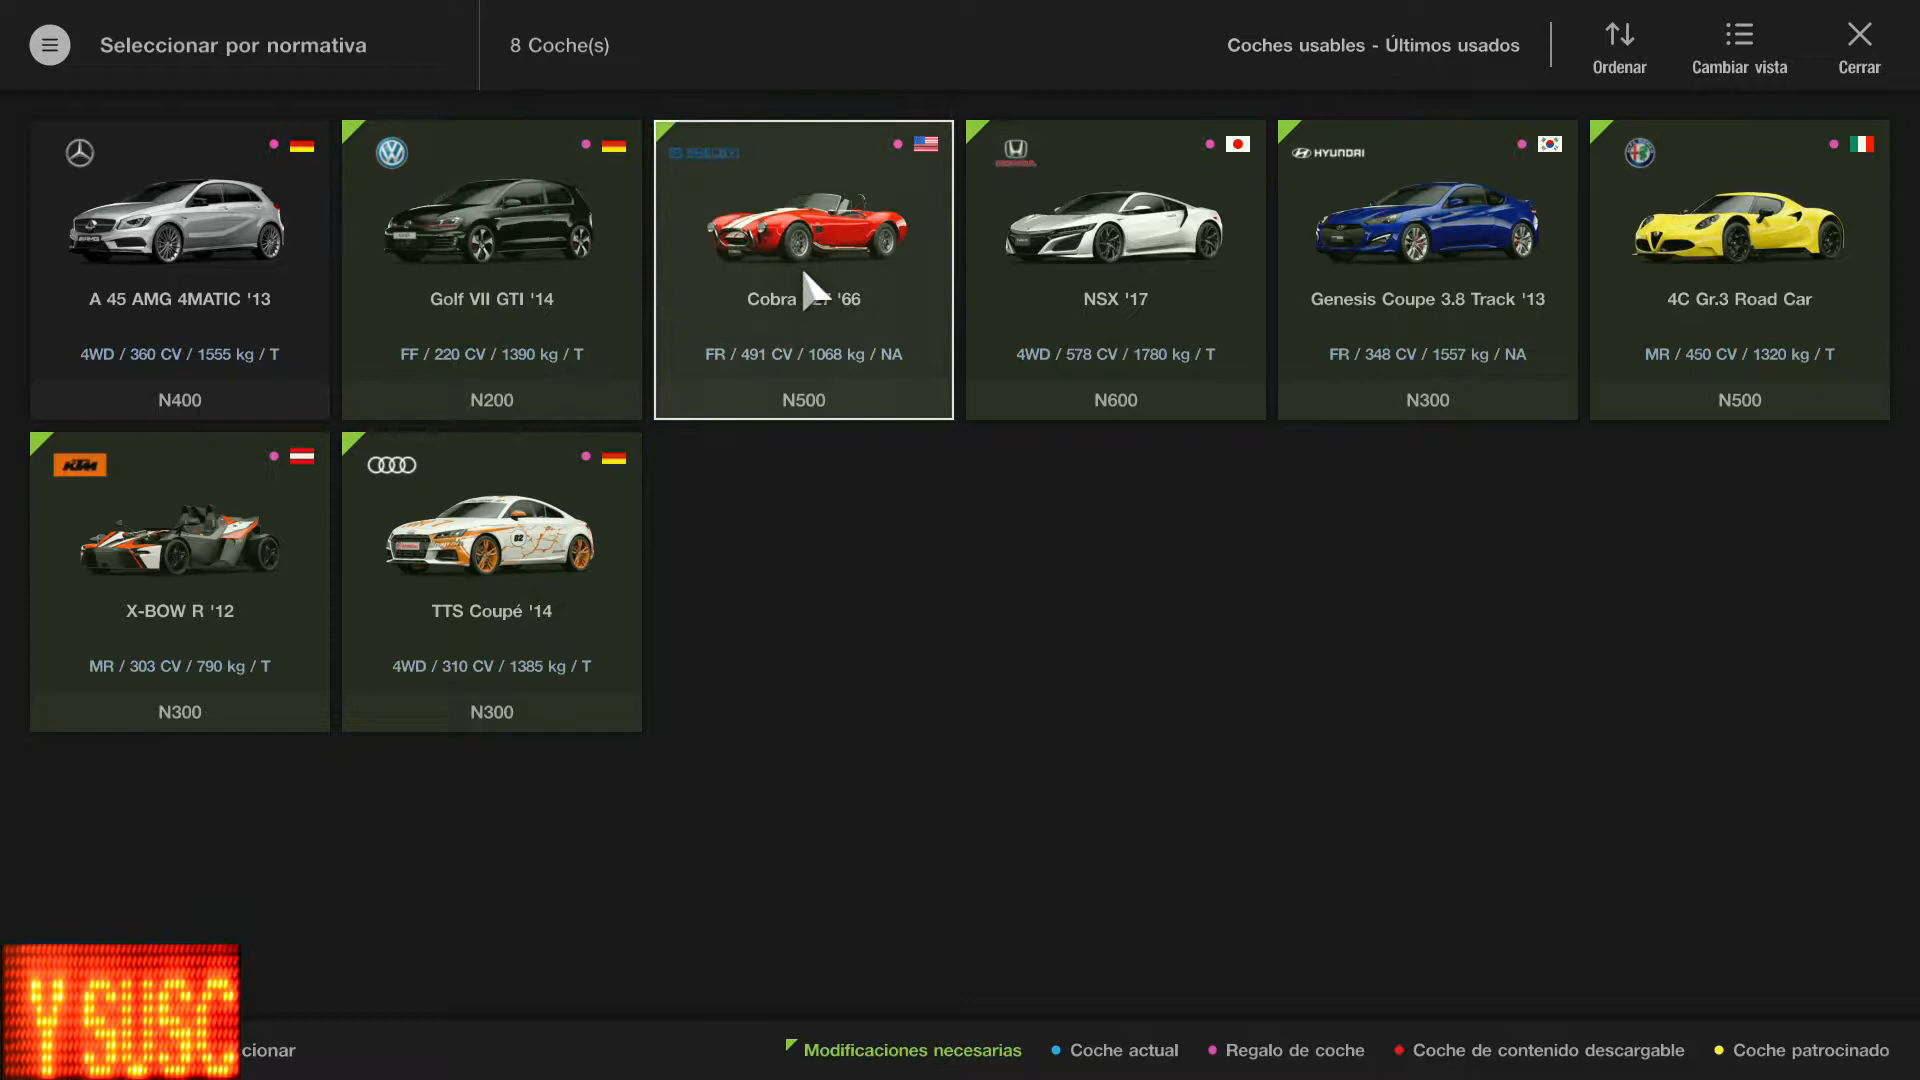 Seleccionar por normativa
8 Coche(s)
Coches usables - Últimos usados
Ordenar
Cambiar vista
Cerrar
SHELBY
HONDA
HYUNDAI
A 45 AMG 4MATIC '13
Golf VII GTI '14
Cobra '66
NSX '17
Genesis Coupe 3.8 Track '13
4C Gr.3 Road Car
4WD / 360 CV / 1555 kg / T
FF / 220 CV / 1390 kg / T
FR / 491 CV / 1068 kg / NA
4WD / 578 CV / 1780 kg / T
FR / 348 CV / 1557 kg / NA
MR / 450 CV / 1320 kg / T
N400
N200
N500
N600
N300
N500
KTM
82
X-BOW R '12
TTS Coupé '14
MR / 303 CV / 790 kg / T
4WD / 310 CV / 1385 kg / T
N300
N300
Y SUSC
cionar
Modificaciones necesarias
Coche actual
Regalo de coche
Coche de contenido descargable
Coche patrocinado